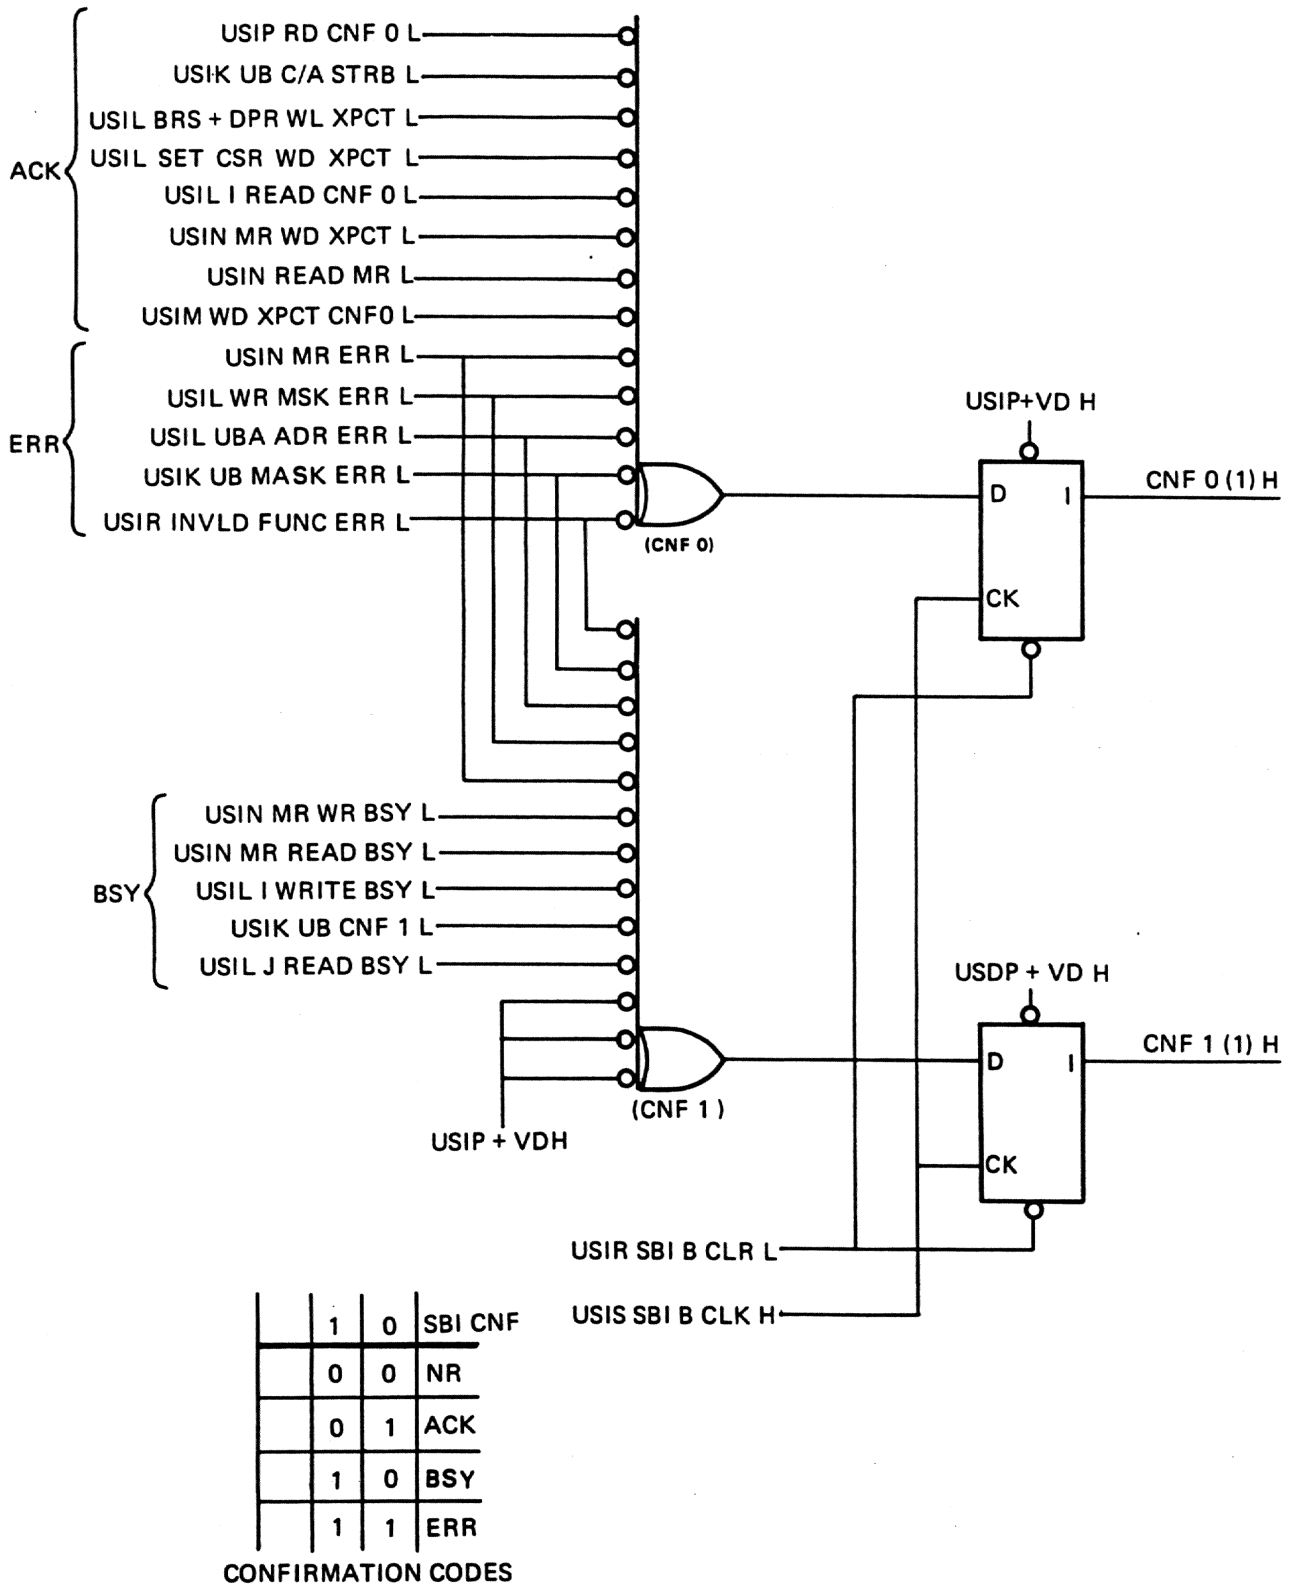 USIP RD CNF 0 L
USIK UB C/A STRB L
USIL BRS + DPR WL XPCT L
USIL SET CSR WD XPCT L
ACK
USIL I READ CNF 0 L
USIN MR WD XPCT L
USIN READ MR L
USIM WD XPCT CNF0 L
USIN MR ERR L
USIL WR MSK ERR L
USIL UBA ADR ERR L
ERR
USIK UB MASK ERR L
USIR INVLD FUNC ERR L
(CNF 0)
USIP+VD H
D I
CK
CNF 0 (1) H
USIN MR WR BSY L
USIN MR READ BSY L
BSY
USIL I WRITE BSY L
USIK UB CNF 1 L
USIL J READ BSY L
USIP + VDH
(CNF 1)
USDP + VD H
D I
CK
CNF 1 (1) H
USIR SBI B CLR L
USIS SBI B CLK H
1 0 SBI CNF
0 0 NR
0 1 ACK
1 0 BSY
1 1 ERR
CONFIRMATION CODES